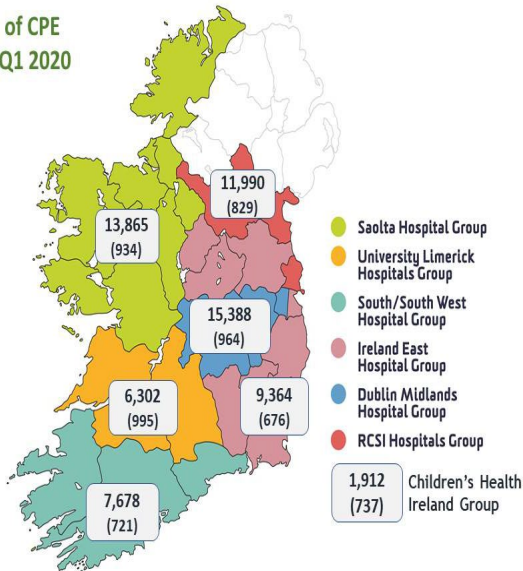 of CPE
Q1 2020
11,990
(829)
13,865
(934)
15,388
(964)
6,302
(995)
9,364
(676)
7,678
(721)
Saolta Hospital Group
University Limerick
Hospitals Group
South/South West
Hospital Group
Ireland East
Hospital Group
Dublin Midlands
Hospital Group
RCSI Hospitals Group
1,912
(737)
Children's Health
Ireland Group